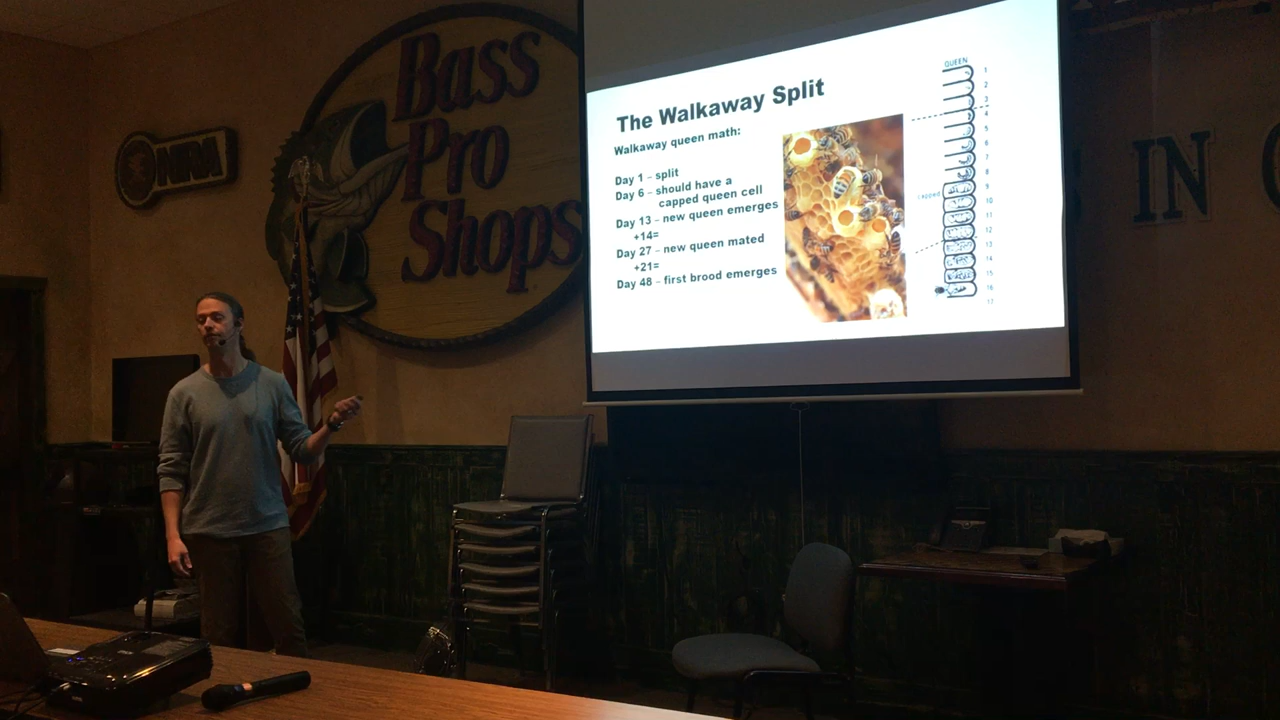 Bass
Pro
Shops
NRA
The Walkaway Split
Walkaway queen math:
Day 1 – split
Day 6 – should have a
capped queen cell
Day 13 – new queen emerges
+14=
Day 27 – new queen mated
+21=
Day 48 – first brood emerges
QUEEN
1
2
3
4
5
6
7
8
9
10
11
12
13
14
15
16
17
capped
IN